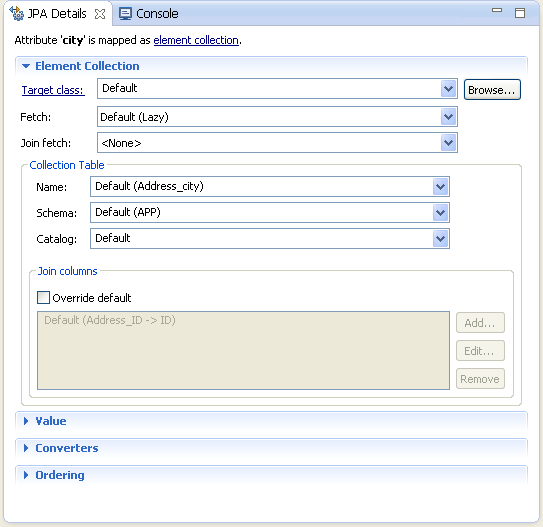 JPA Details Console
Attribute 'city' is mapped as element collection.
Element Collection
Target class: Default Browse...
Fetch: Default (Lazy)
Join fetch: <None>
Collection Table
Name: Default (Address_city)
Schema: Default (APP)
Catalog: Default
Join columns
Override default
Default (Address_ID -> ID)
Add...
Edit...
Remove
Value
Converters
Ordering